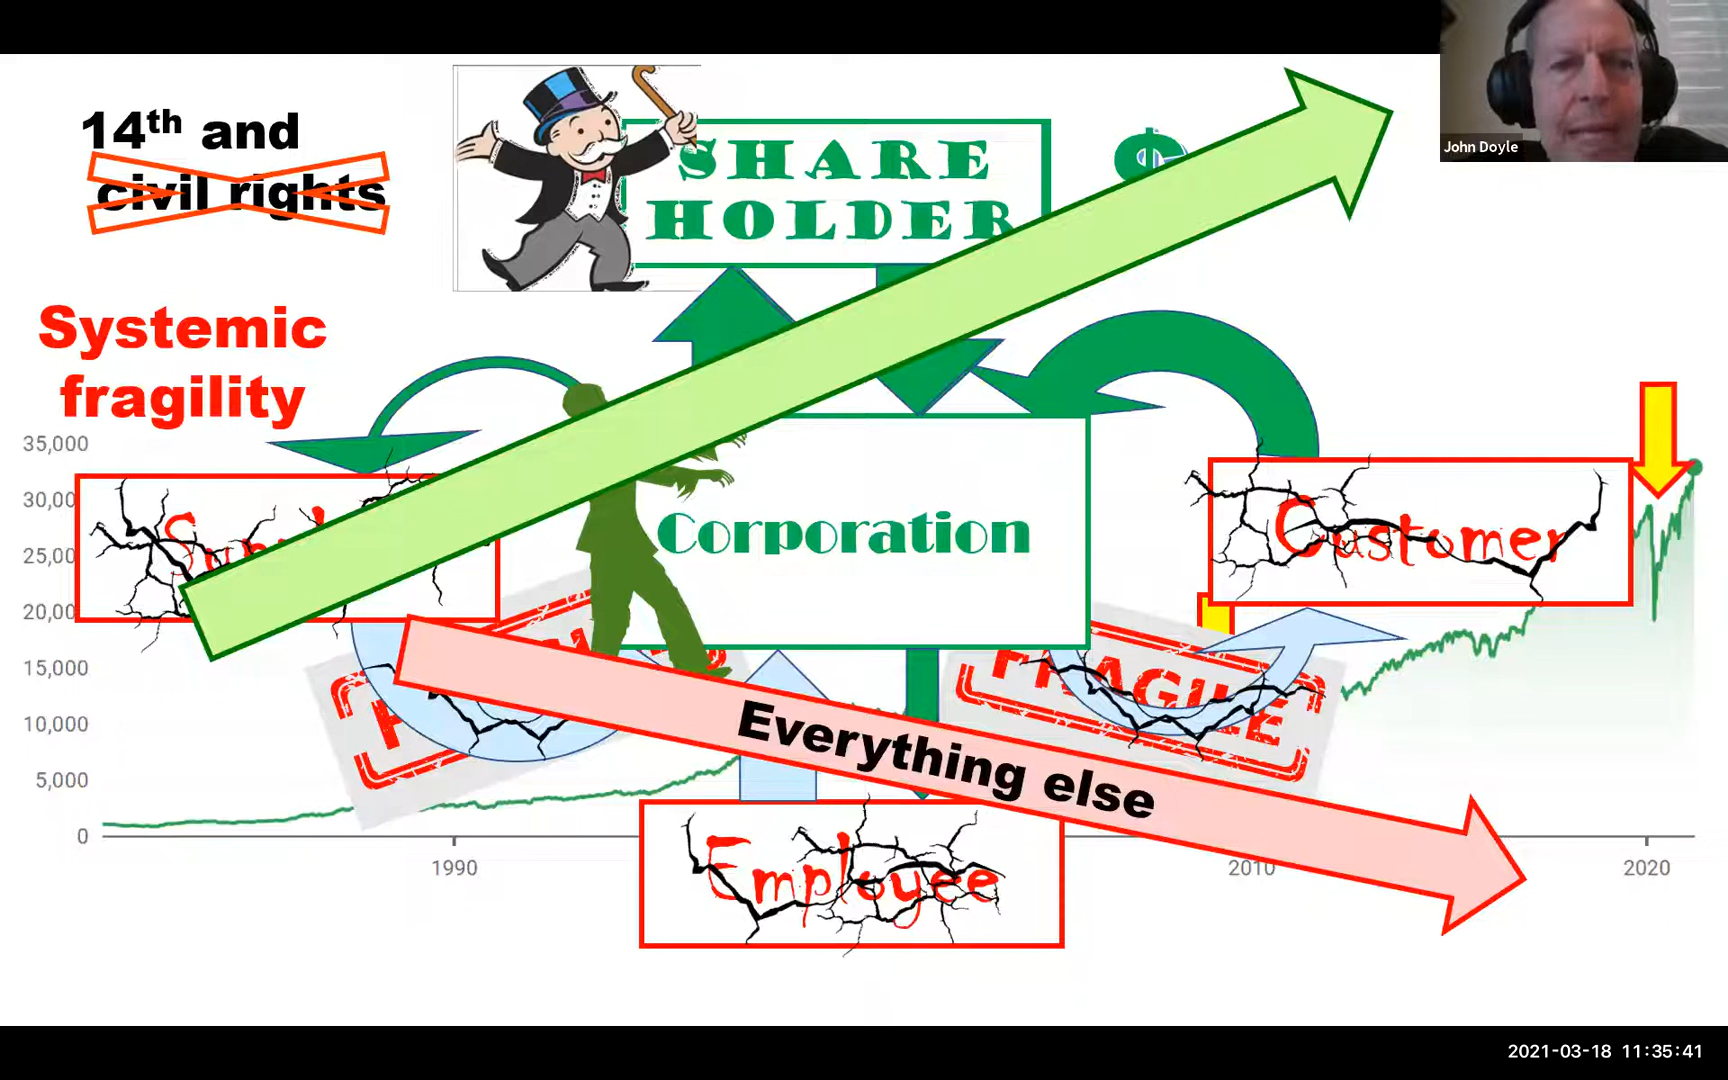 John Doyle
14th and
civil rights
SHARE
HOLDER
$
Systemic
fragility
35,000
30,00
25,00
20,00
15,000
10,000
5,000
0
Corporation
Customer
FRAGILE
Everything else
Employee
1990
2010
2020
2021-03-18 11:35:41